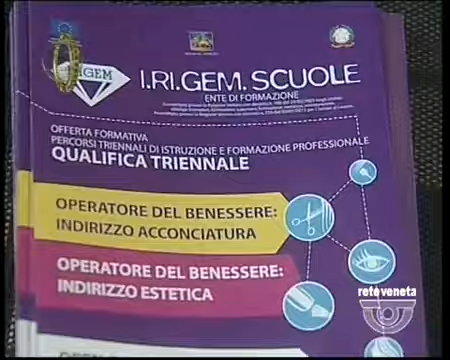 I.RI.GEM. SCUOLE
IGEM
ENTE DI FORMAZIONE
OFFERTA FORMATIVA
PERCORSI TRIENNALI DI ISTRUZIONE E FORMAZIONE PROFESSIONALE
QUALIFICA TRIENNALE
OPERATORE DEL BENESSERE:
INDIRIZZO ACCONCIATURA
OPERATORE DEL BENESSERE:
INDIRIZZO ESTETICA
reteveneta